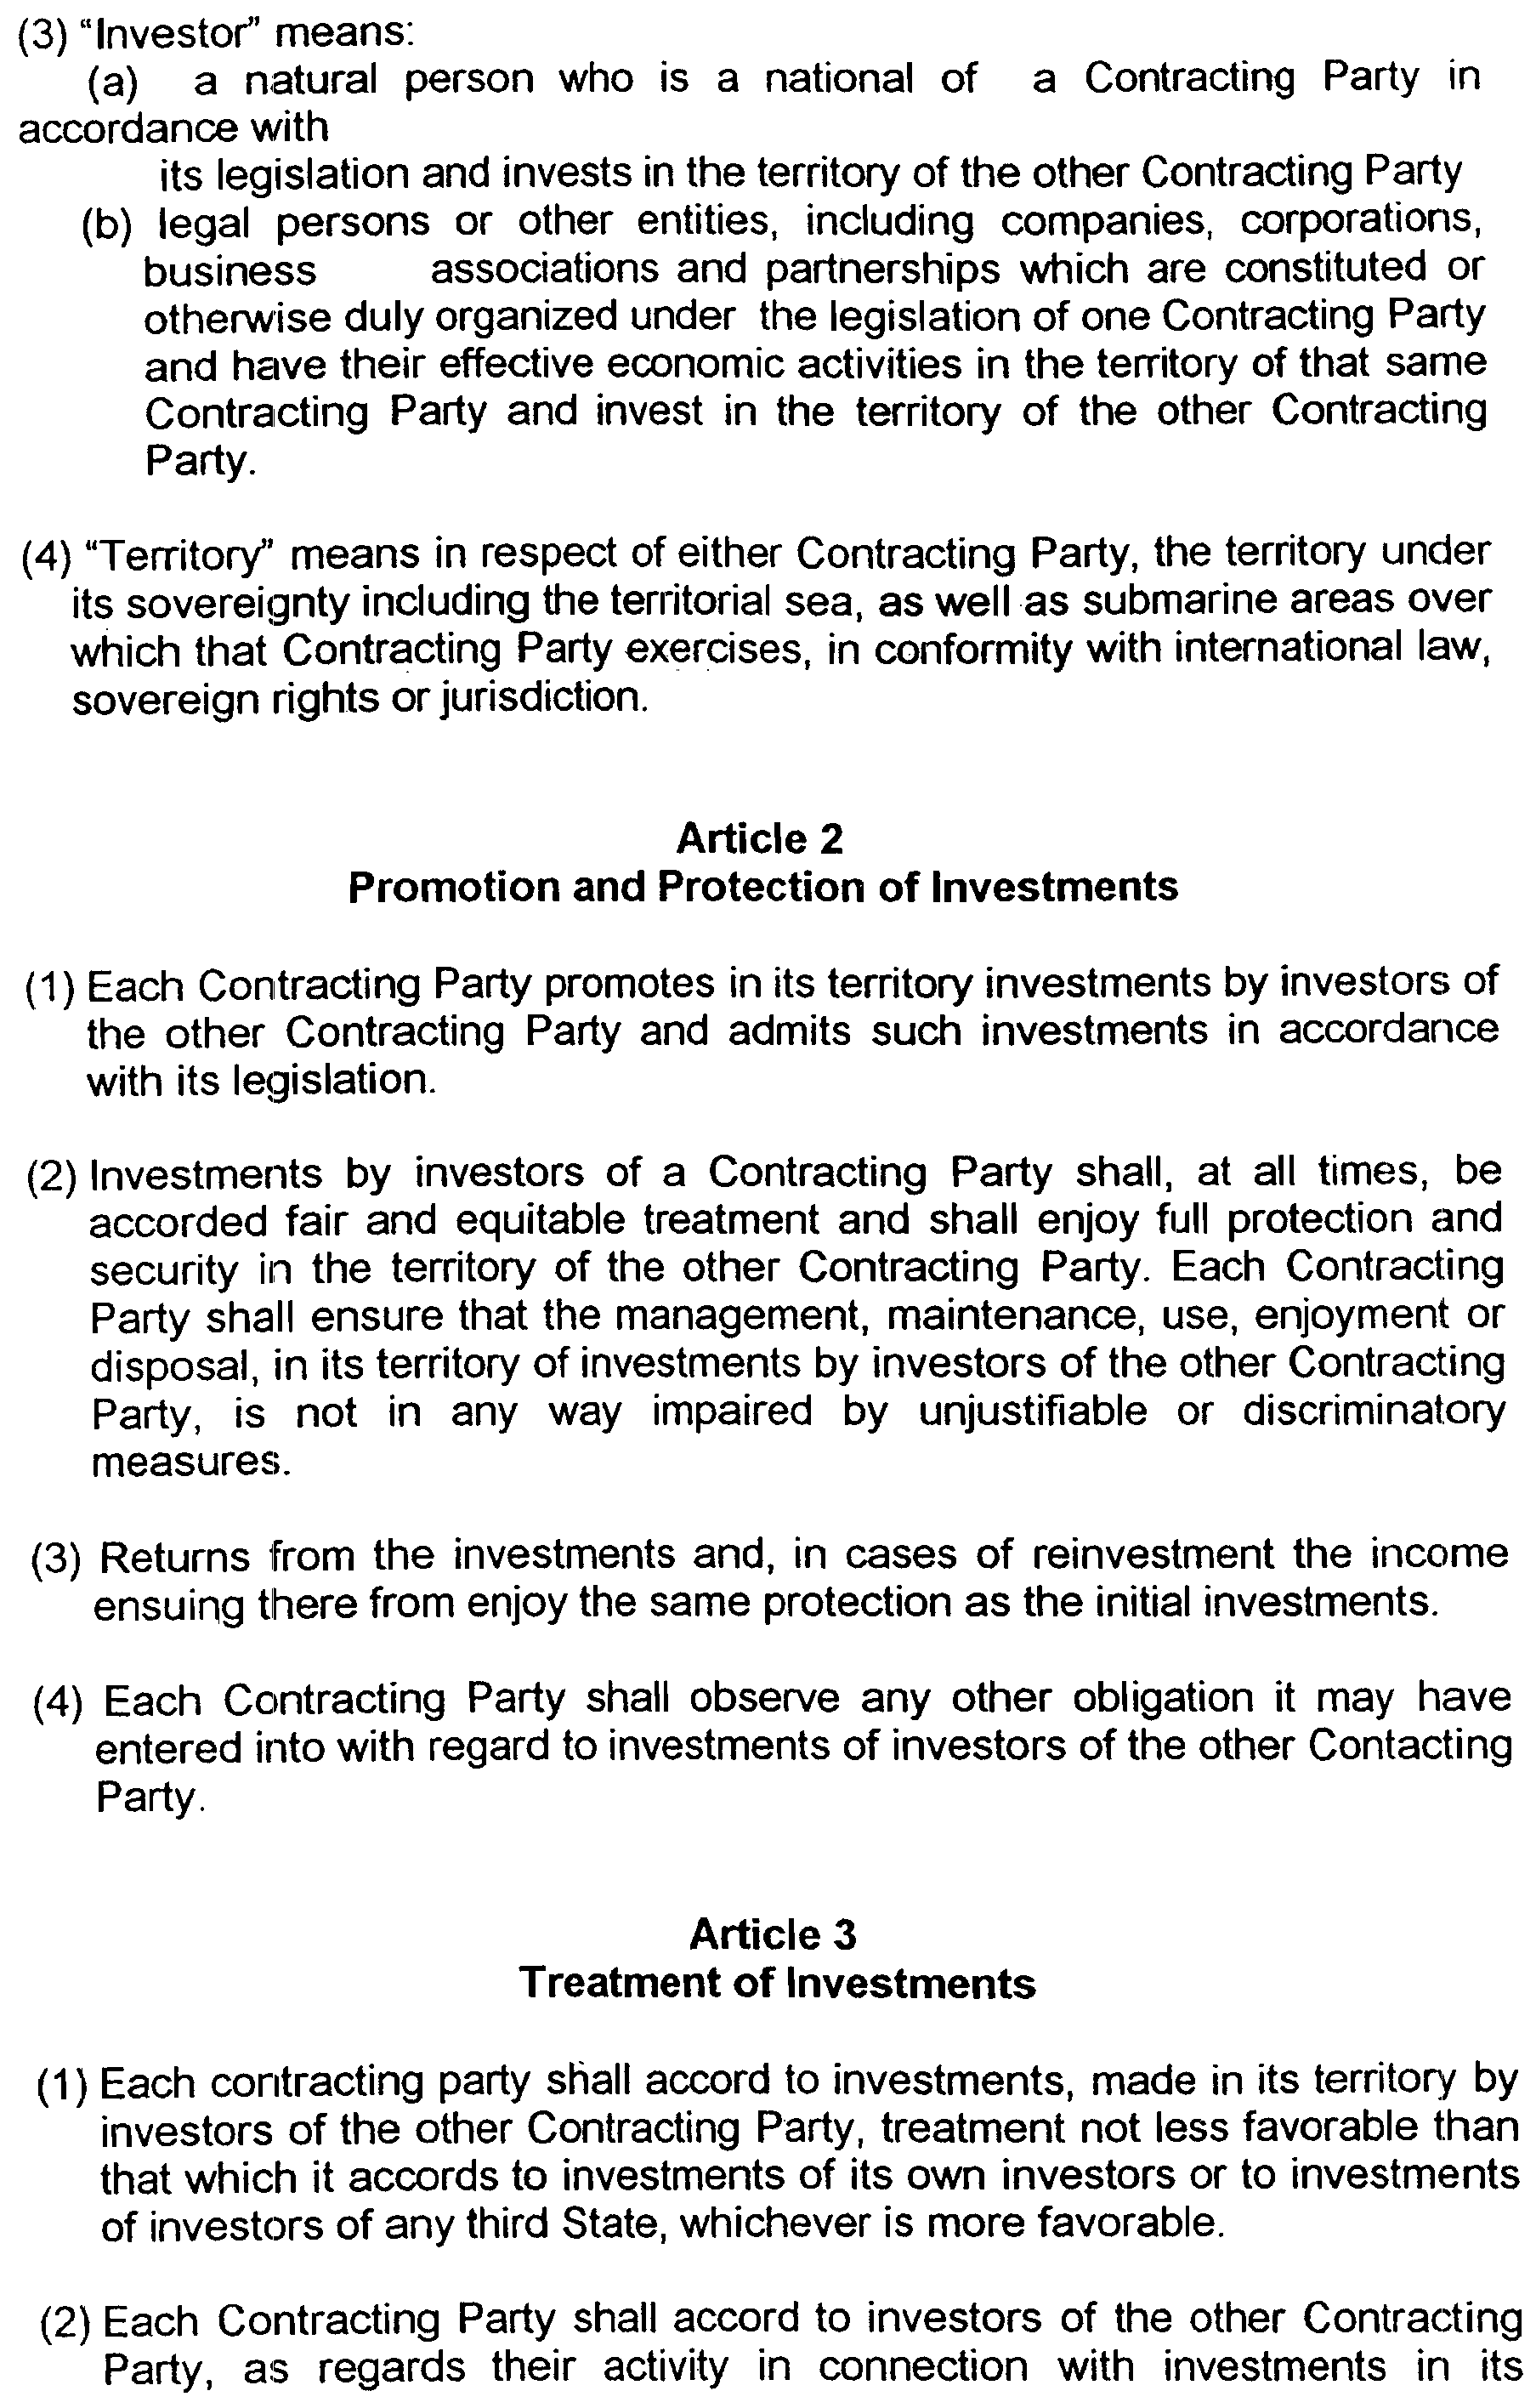 (3) “Investor” means:
(a) a natural person who is a national of a Contracting Party in
accordance with
its legislation and invests in the territory of the other Contracting Party
(b) legal persons or other entities, including companies, corporations,
business associations and partnerships which are constituted or
otherwise duly organized under the legislation of one Contracting Party
and have their effective economic activities in the territory of that same
Contracting Party and invest in the territory of the other Contracting
Party.
(4) “Territory” means in respect of either Contracting Party, the territory under
its sovereignty including the territorial sea, as well as submarine areas over
which that Contracting Party exercises, in conformity with international law,
sovereign rights or jurisdiction.
Article 2
Promotion and Protection of Investments
(1) Each Contracting Party promotes in its territory investments by investors of
the other Contracting Party and admits such investments in accordance
with its legislation.
(2) Investments by investors of a Contracting Party shall, at all times, be
accorded fair and equitable treatment and shall enjoy full protection and
security in the territory of the other Contracting Party. Each Contracting
Party shall ensure that the management, maintenance, use, enjoyment or
disposal, in its territory of investments by investors of the other Contracting
Party, is not in any way impaired by unjustifiable or discriminatory
measures.
(3) Returns from the investments and, in cases of reinvestment the income
ensuing there from enjoy the same protection as the initial investments.
(4) Each Contracting Party shall observe any other obligation it may have
entered into with regard to investments of investors of the other Contacting
Party.
Article 3
Treatment of Investments
(1) Each contracting party shall accord to investments, made in its territory by
investors of the other Contracting Party, treatment not less favorable than
that which it accords to investments of its own investors or to investments
of investors of any third State, whichever is more favorable.
(2) Each Contracting Party shall accord to investors of the other Contracting
Party, as regards their activity in connection with investments in its